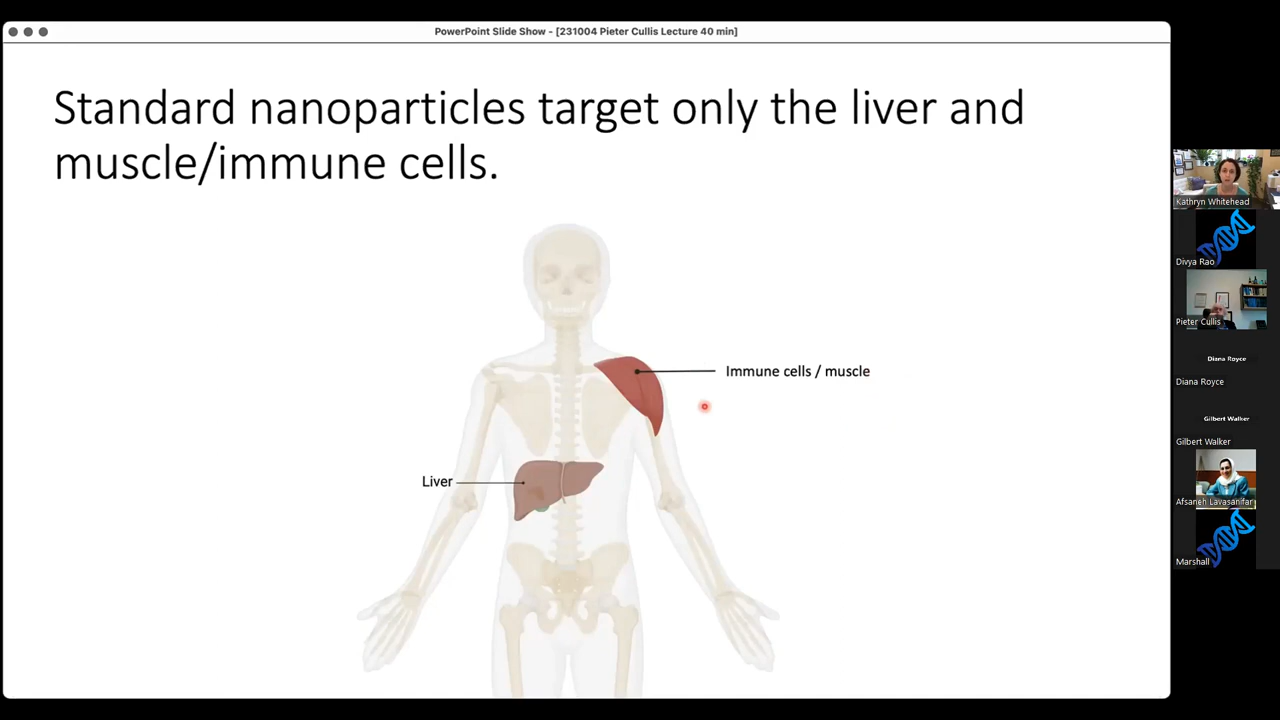 PowerPoint Slide Show - [231004 Pieter Cullis Lecture 40 min]
Standard nanoparticles target only the liver and
muscle/immune cells.
Immune cells / muscle
Liver
Kathryn Whitehead
Divya Rao
Pieter Cullis
Diana Royce
Diana Royce
Gilbert Walker
Gilbert Walker
Afsaneh Lavasanifar
Marshall